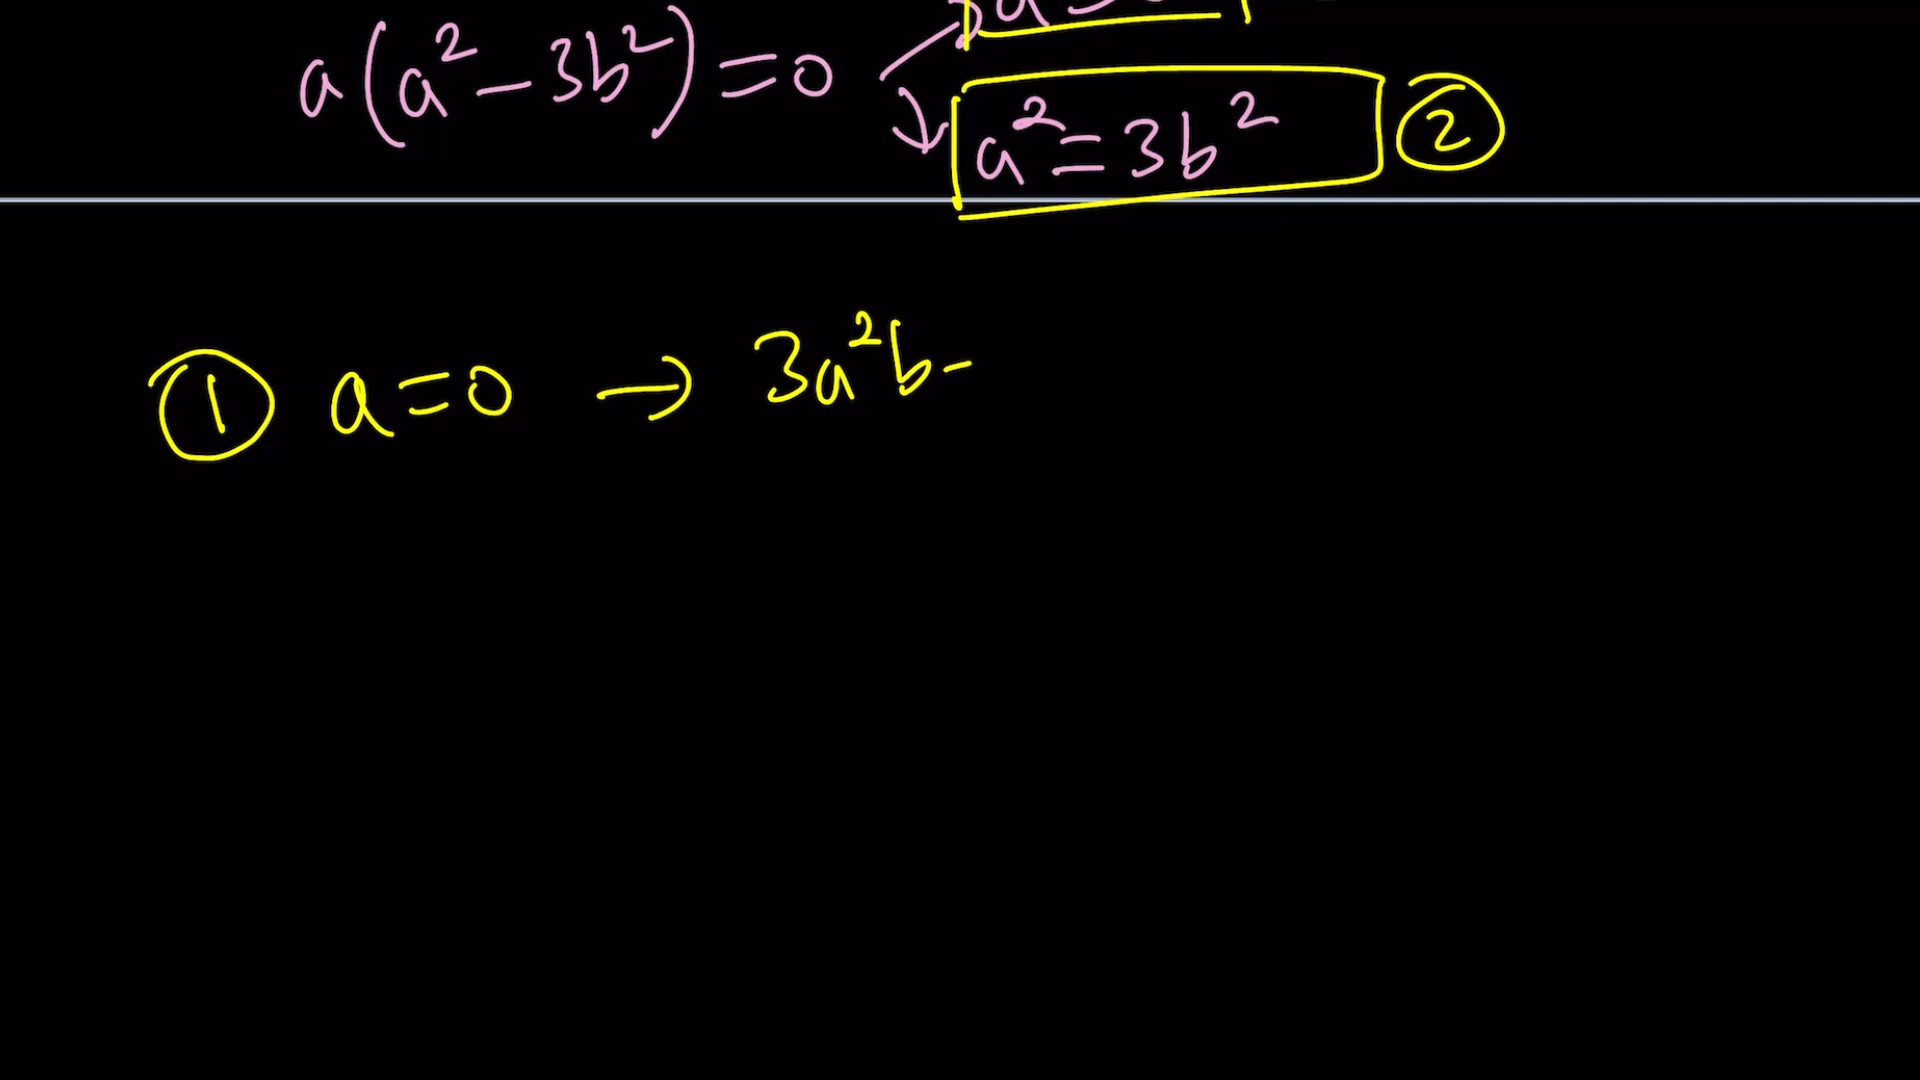 a(a²-3b²)=0
a²=3b² ②
① a=0 → 3a²b-